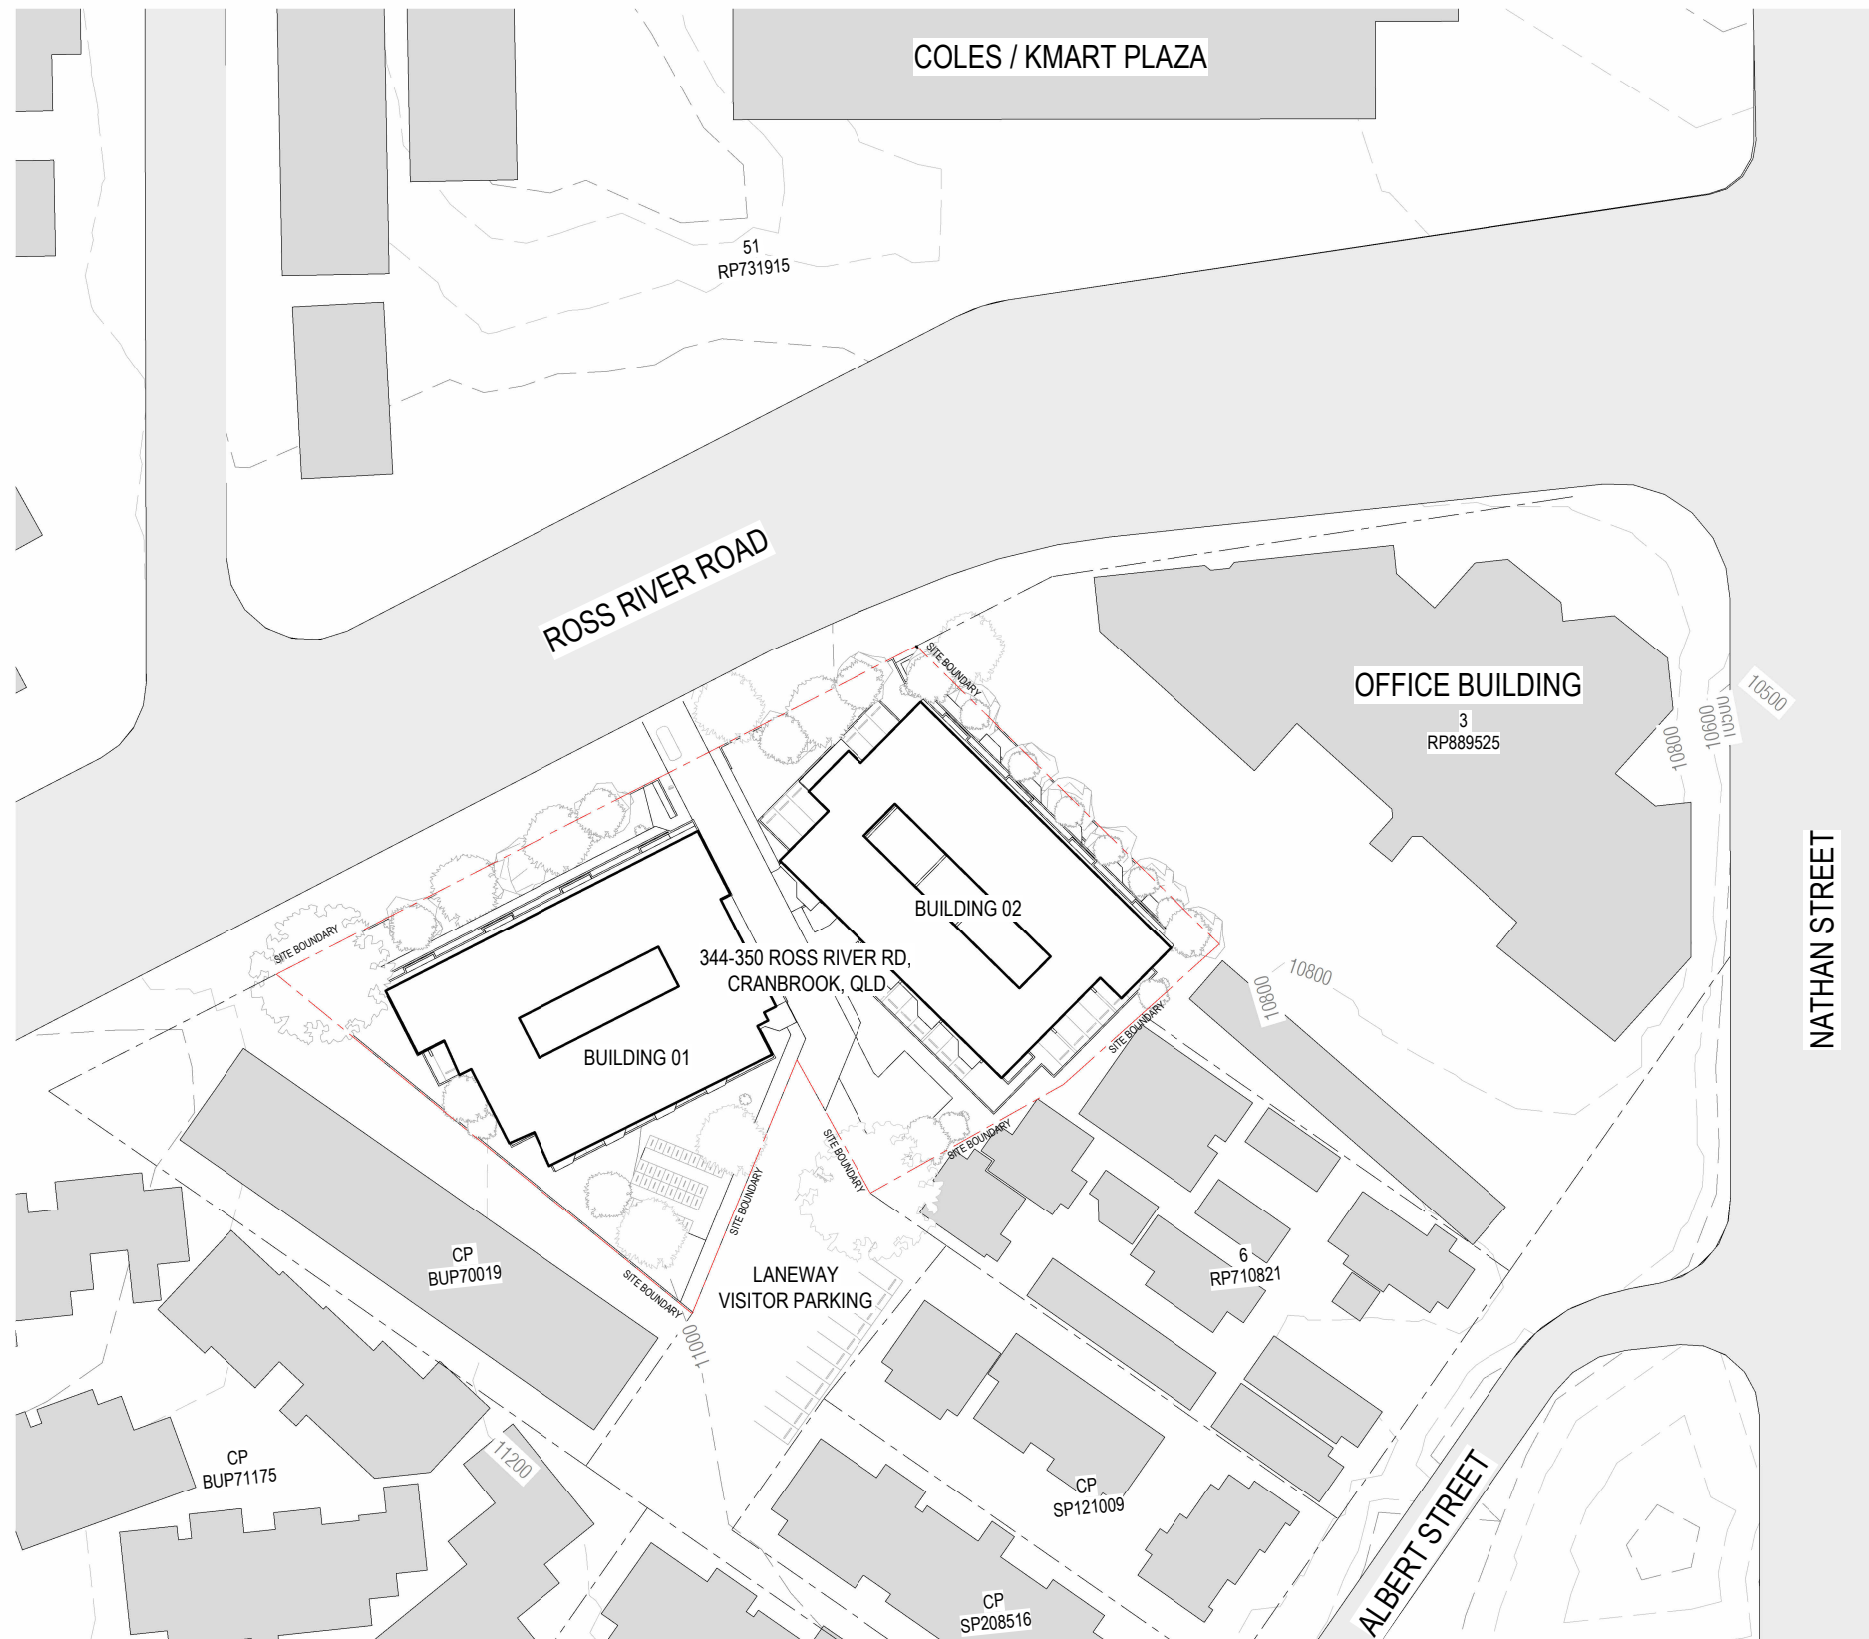 COLES / KMART PLAZA
51
RP731915
ROSS RIVER ROAD
SITE BOUNDARY
OFFICE BUILDING
3
RP889525
10500
10600
10800
NATHAN STREET
BUILDING 02
344-350 ROSS RIVER RD,
CRANBROOK, QLD
SITE BOUNDARY
BUILDING 01
10800
10800
SITE BOUNDARY
SITE BOUNDARY
SITE BOUNDARY
SITE BOUNDARY
SITE BOUNDARY
CP
BUP70019
LANEWAY
VISITOR PARKING
6
RP710821
11000
11200
CP
BUP71175
CP
SP121009
CP
SP208516
ALBERT STREET